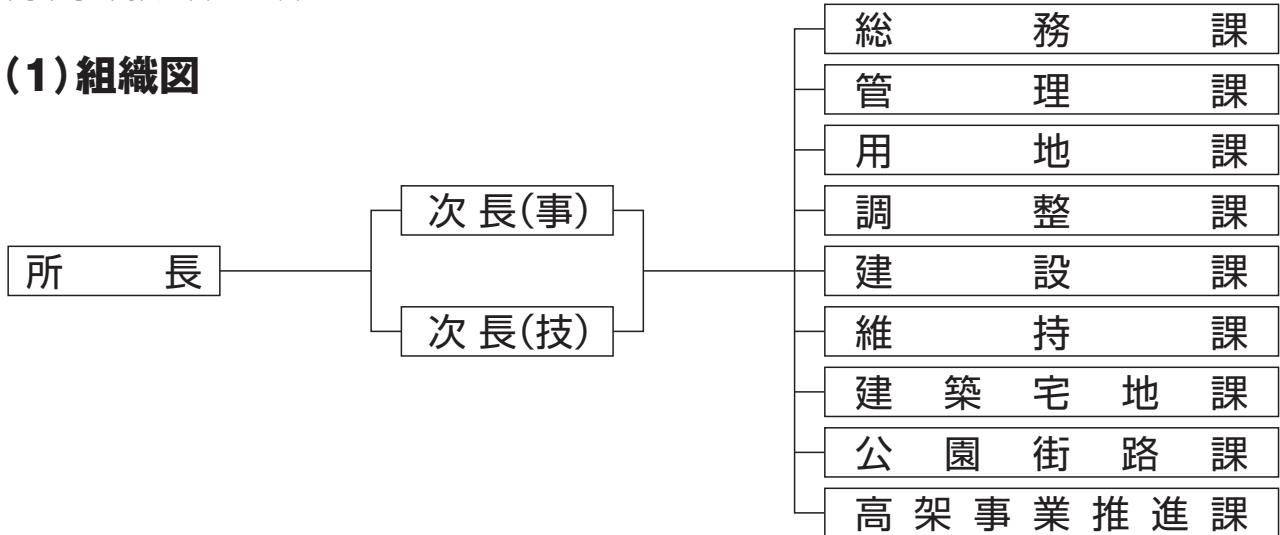 (1)組織図
所長
次長(事)
次長(技)
総務課
管理課
用地課
調整課
建設課
維持課
建築宅地課
公園街路課
高架事業推進課